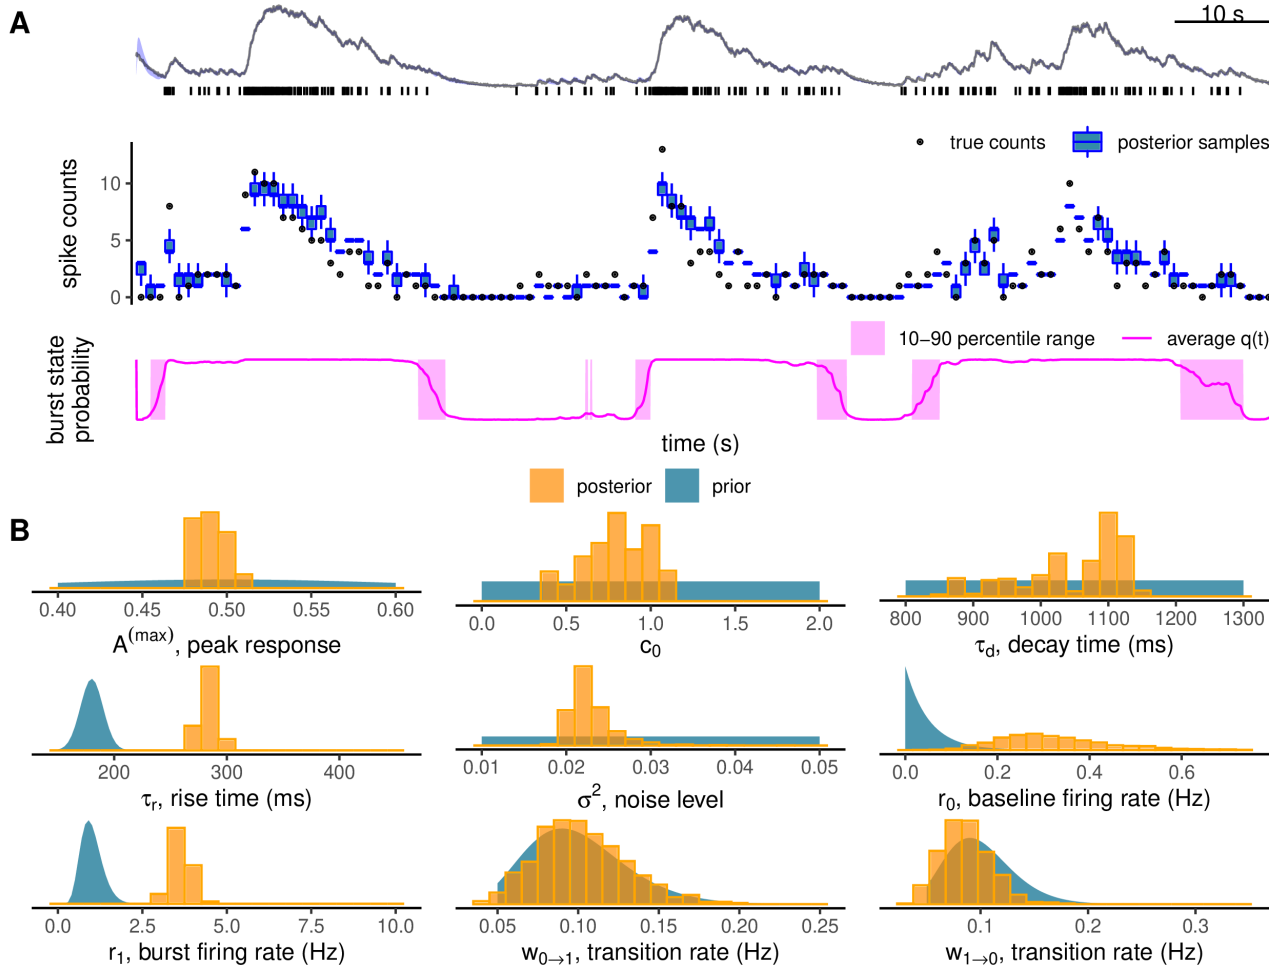 A
10 s
true counts
posterior samples
spike counts
10
5
0
10−90 percentile range
average q(t)
burst state
probability
time (s)
posterior
prior
B
0.40 0.45 0.50 0.55 0.60
A(max), peak response
0.0 0.5 1.0 1.5 2.0
c0
800 900 1000 1100 1200 1300
τd, decay time (ms)
200 300 400
τr, rise time (ms)
0.01 0.02 0.03 0.04 0.05
σ2, noise level
0.0 0.2 0.4 0.6
r0, baseline firing rate (Hz)
0.0 2.5 5.0 7.5 10.0
r1, burst firing rate (Hz)
0.05 0.10 0.15 0.20 0.25
w0→1, transition rate (Hz)
0.1 0.2 0.3
w1→0, transition rate (Hz)